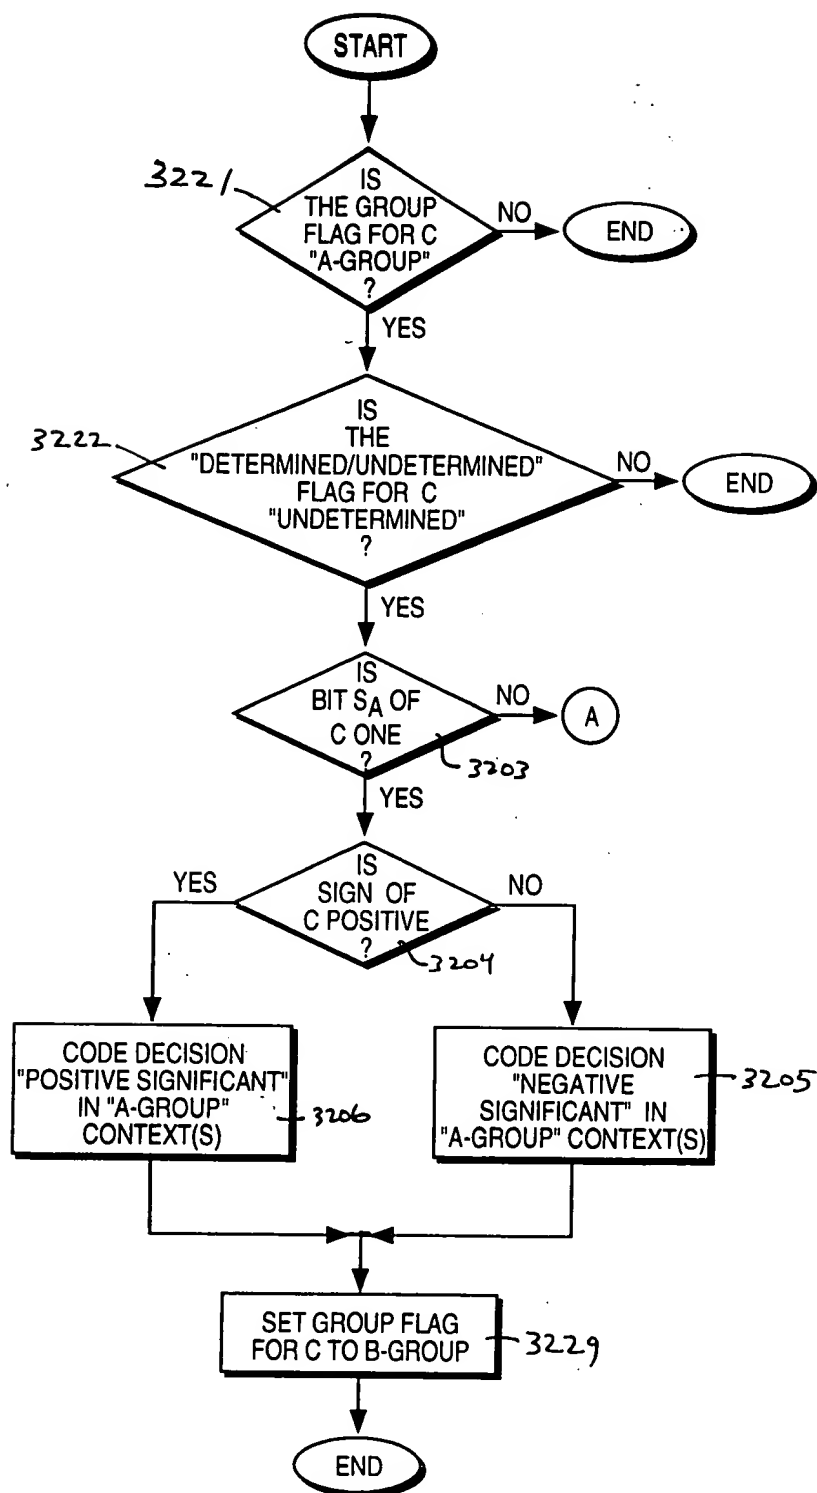 START
3221
IS
THE GROUP
FLAG FOR C
"A-GROUP"
?
NO
END
YES
3222
IS
THE
"DETERMINED/UNDETERMINED"
FLAG FOR C
"UNDETERMINED"
?
NO
END
YES
IS
BIT SA OF
C ONE
?
NO
A
3203
YES
IS
SIGN OF
C POSITIVE
?
YES
NO
3204
CODE DECISION
"POSITIVE SIGNIFICANT"
IN "A-GROUP"
CONTEXT(S)
3206
CODE DECISION
"NEGATIVE
SIGNIFICANT" IN
"A-GROUP" CONTEXT(S)
3205
SET GROUP FLAG
FOR C TO B-GROUP
3229
END